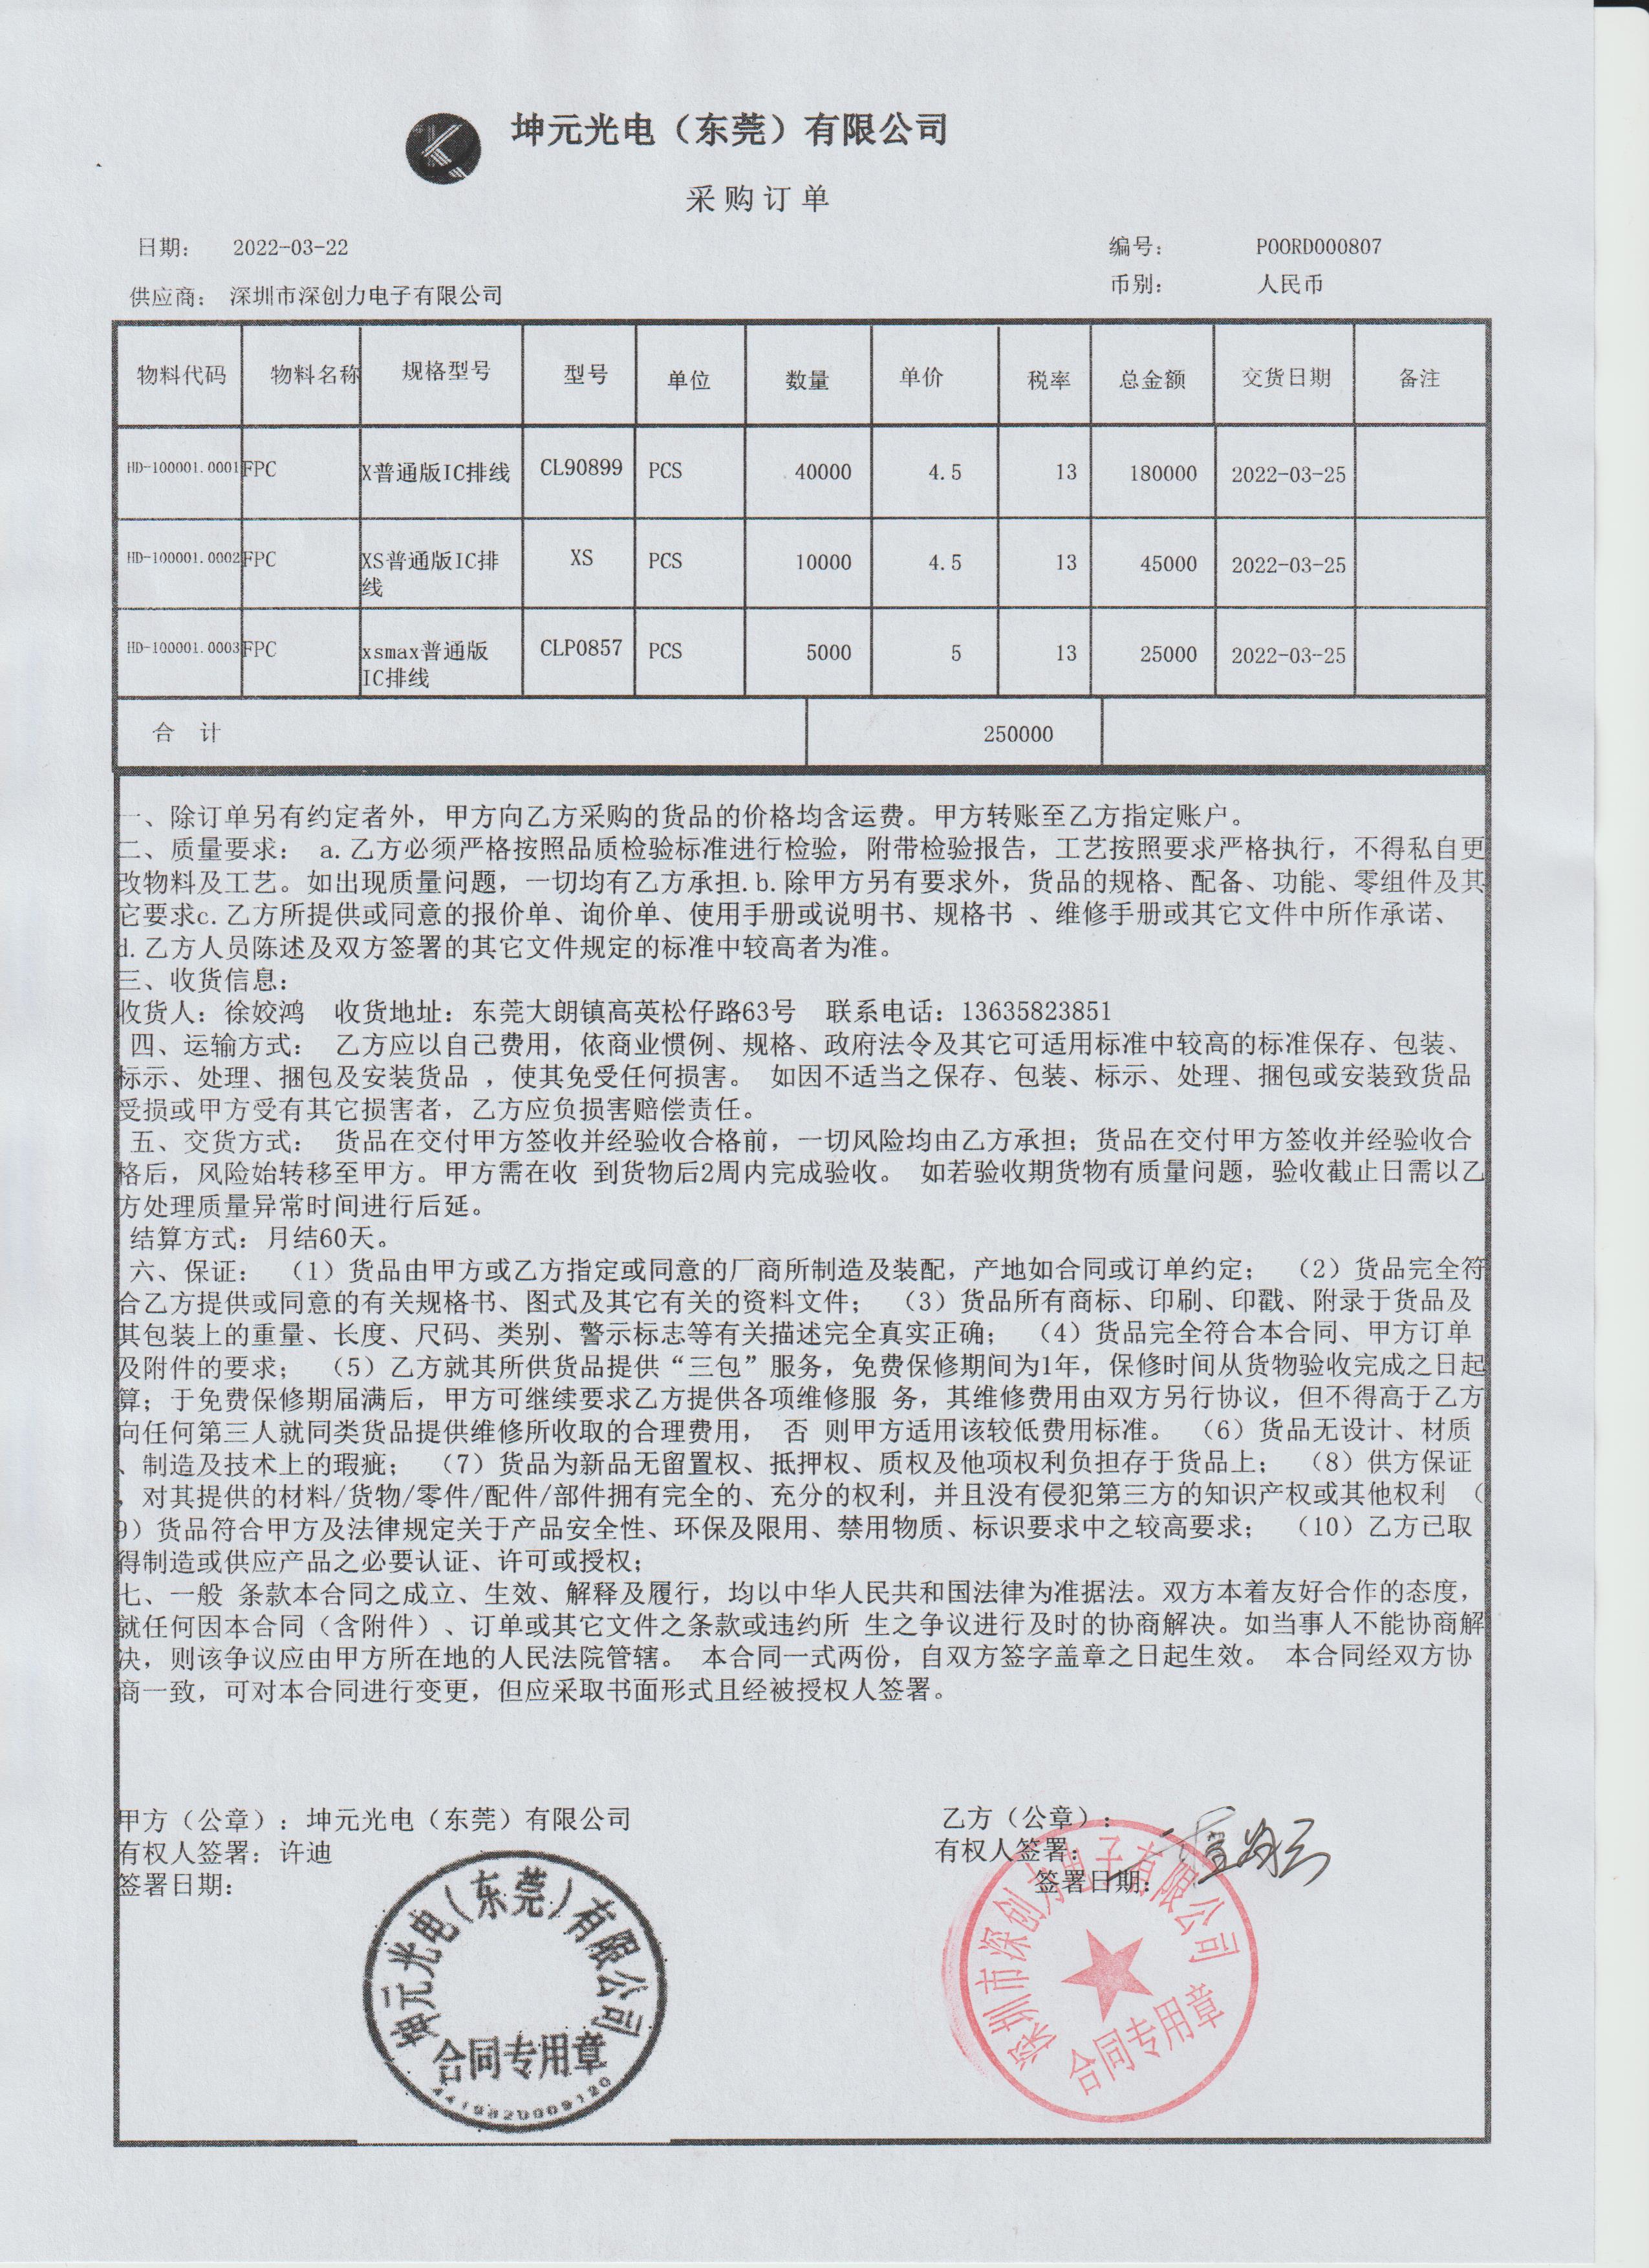 坤元光电（东莞）有限公司
采购订单
日期： 2022-03-22 编号： POORD000807
供应商： 深圳市深创力电子有限公司 币别： 人民币
物料代码 物料名称 规格型号 型号 单位 数量 单价 税率 总金额 交货日期 备注
HD-100001.0001 FPC X普通版IC排线 CL90899 PCS 40000 4.5 13 180000 2022-03-25
HD-100001.0002 FPC XS普通版IC排 XS PCS 10000 4.5 13 45000 2022-03-25
线
HD-100001.0003 FPC xsmax普通版 CLP0857 PCS 5000 5 13 25000 2022-03-25
IC排线
合 计 250000
一、除订单另有约定者外，甲方向乙方采购的货品的价格均含运费。甲方转账至乙方指定账户。
二、质量要求： a.乙方必须严格按照品质检验标准进行检验，附带检验报告，工艺按照要求严格执行，不得私自更
改物料及工艺。如出现质量问题，一切均有乙方承担.b.除甲方另有要求外，货品的规格、配备、功能、零组件及其
它要求c.乙方所提供或同意的报价单、询价单、使用手册或说明书、规格书 、维修手册或其它文件中所作承诺、
d.乙方人员陈述及双方签署的其它文件规定的标准中较高者为准。
三、收货信息：
收货人：徐姣鸿 收货地址：东莞大朗镇高英松仔路63号 联系电话：13635823851
四、运输方式： 乙方应以自己费用，依商业惯例、规格、政府法令及其它可适用标准中较高的标准保存、包装、
标示、处理、捆包及安装货品 ，使其免受任何损害。 如因不适当之保存、包装、标示、处理、捆包或安装致货品
受损或甲方受有其它损害者，乙方应负损害赔偿责任。
五、交货方式： 货品在交付甲方签收并经验收合格前，一切风险均由乙方承担；货品在交付甲方签收并经验收合
格后，风险始转移至甲方。甲方需在收 到货物后2周内完成验收。 如若验收期货物有质量问题，验收截止日需以乙
方处理质量异常时间进行后延。
结算方式：月结60天。
六、保证： （1）货品由甲方或乙方指定或同意的厂商所制造及装配，产地如合同或订单约定； （2）货品完全符
合乙方提供或同意的有关规格书、图式及其它有关的资料文件； （3）货品所有商标、印刷、印戳、附录于货品及
其包装上的重量、长度、尺码、类别、警示标志等有关描述完全真实正确； （4）货品完全符合本合同、甲方订单
及附件的要求； （5）乙方就其所供货品提供“三包”服务，免费保修期间为1年，保修时间从货物验收完成之日起
算；于免费保修期届满后，甲方可继续要求乙方提供各项维修服 务，其维修费用由双方另行协议，但不得高于乙方
向任何第三人就同类货品提供维修所收取的合理费用， 否 则甲方适用该较低费用标准。（6）货品无设计、材质
、制造及技术上的瑕疵； （7）货品为新品无留置权、抵押权、质权及他项权利负担存于货品上； （8）供方保证
，对其提供的材料/货物/零件/配件/部件拥有完全的、充分的权利，并且没有侵犯第三方的知识产权或其他权利 （
9）货品符合甲方及法律规定关于产品安全性、环保及限用、禁用物质、标识要求中之较高要求； （10）乙方已取
得制造或供应产品之必要认证、许可或授权；
七、一般 条款本合同之成立、生效、解释及履行，均以中华人民共和国法律为准据法。双方本着友好合作的态度，
就任何因本合同（含附件）、订单或其它文件之条款或违约所 生之争议进行及时的协商解决。如当事人不能协商解
决，则该争议应由甲方所在地的人民法院管辖。 本合同一式两份，自双方签字盖章之日起生效。 本合同经双方协
商一致，可对本合同进行变更，但应采取书面形式且经被授权人签署。
甲方（公章）：坤元光电（东莞）有限公司 乙方（公章）：
有权人签署：许迪 有权人签署：
签署日期： 签署日期：
坤元光电（东莞）有限公司
合同专用章
4419820009120
深圳市深创力电子有限公司
合同专用章